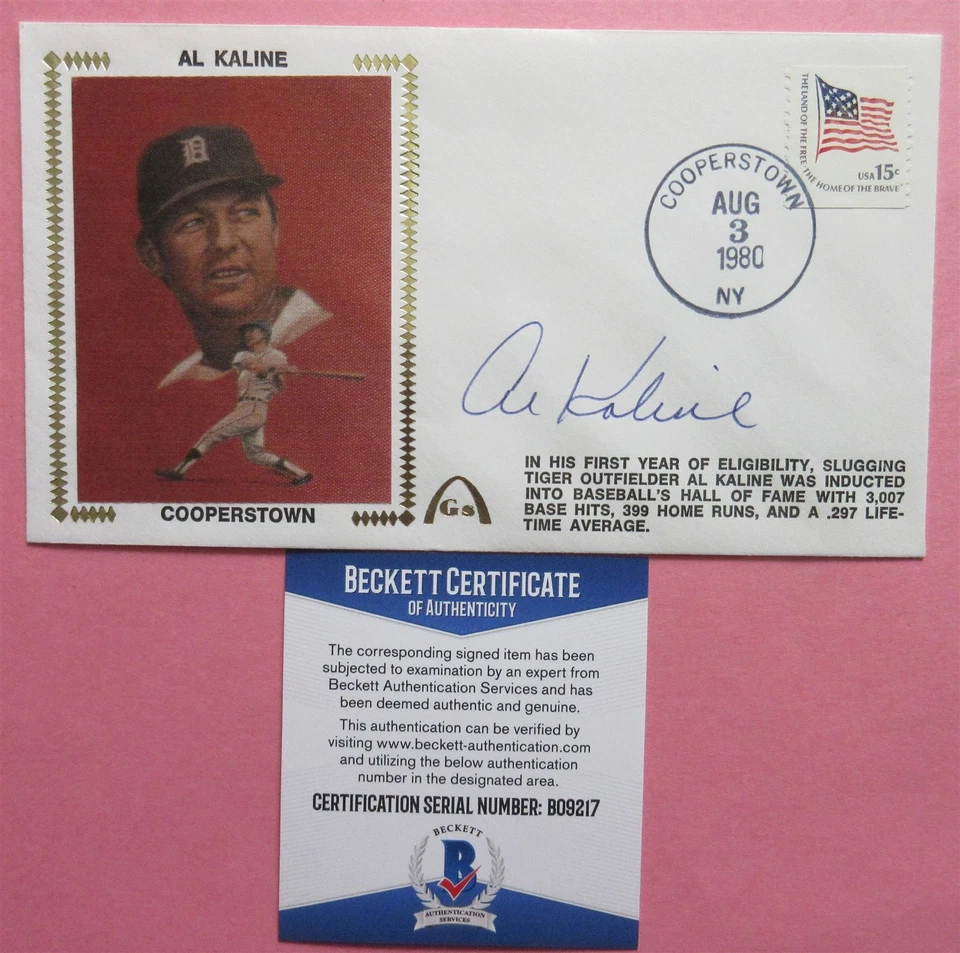 AL KALINE
D
COOPERSTOWN
THE LAND OF THE FREE · THE HOME OF THE BRAVE
USA 15c
COOPERSTOWN
AUG
3
1980
NY
Al Kaline
Gs
IN HIS FIRST YEAR OF ELIGIBILITY, SLUGGING
TIGER OUTFIELDER AL KALINE WAS INDUCTED
INTO BASEBALL'S HALL OF FAME WITH 3,007
BASE HITS, 399 HOME RUNS, AND A .297 LIFE-
TIME AVERAGE.
BECKETT CERTIFICATE
OF AUTHENTICITY
The corresponding signed item has been
subjected to examination by an expert from
Beckett Authentication Services and has
been deemed authentic and genuine.
This authentication can be verified by
visiting www.beckett-authentication.com
and utilizing the below authentication
number in the designated area.
CERTIFICATION SERIAL NUMBER: B09217
BECKETT
B
AUTHENTICATION
SERVICES